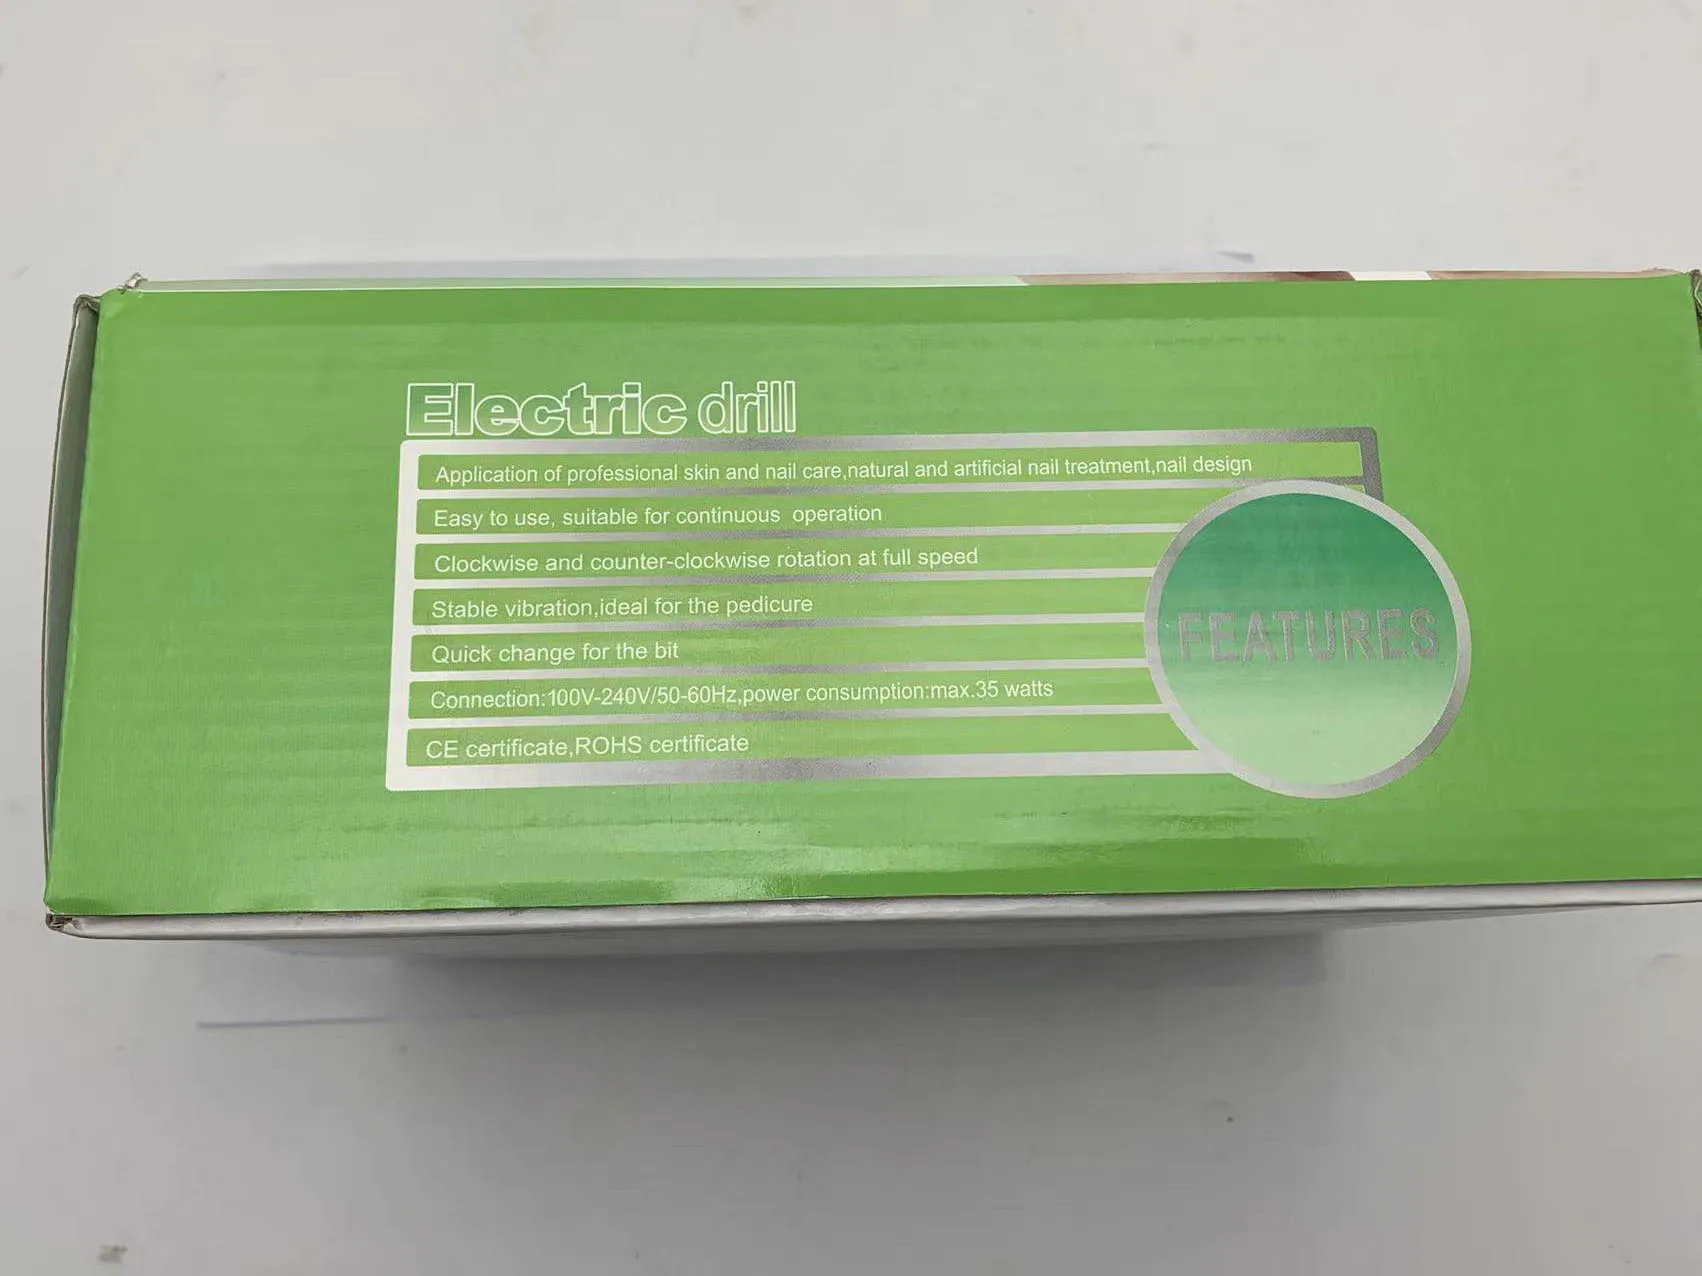 Electric drill
Application of professional skin and nail care,natural and artificial nail treatment,nail design
Easy to use, suitable for continuous operation
Clockwise and counter-clockwise rotation at full speed
Stable vibration,ideal for the pedicure
Quick change for the bit
Connection:100V-240V/50-60Hz,power consumption:max.35 watts
CE certificate,ROHS certificate
FEATURES